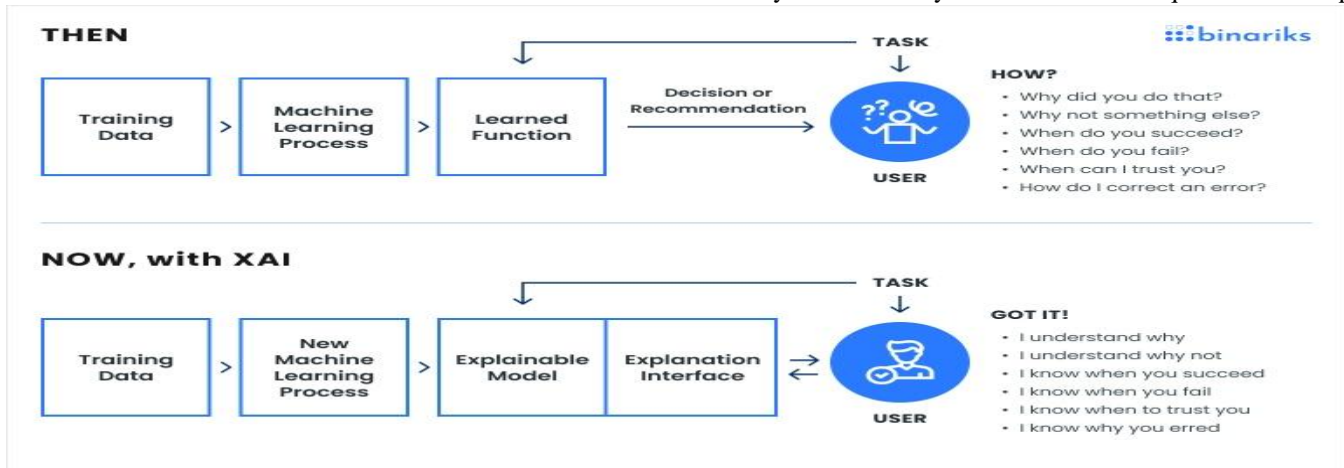 THEN
binariks
TASK
Training
Data
>
Machine
Learning
Process
>
Learned
Function
Decision or
Recommendation
??
USER
HOW?
• Why did you do that?
• Why not something else?
• When do you succeed?
• When do you fail?
• When can I trust you?
• How do I correct an error?
NOW, with XAI
TASK
Training
Data
>
New
Machine
Learning
Process
>
Explainable
Model
Explanation
Interface
USER
GOT IT!
• I understand why
• I understand why not
• I know when you succeed
• I know when you fail
• I know when to trust you
• I know why you erred